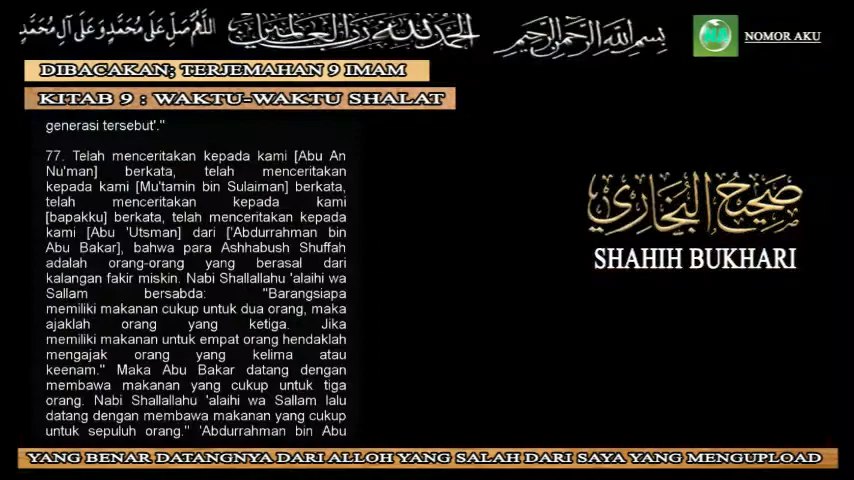 اللَّهُمَّ صَلِّ عَلَى مُحَمَّدٍ وَعَلَى آلِ مُحَمَّدٍ
الحمد لله رب العالمين
بسم الله الرحمن الرحيم
NA
NOMOR AKU
DIBACAKAN; TERJEMAHAN 9 IMAM
KITAB 9 : WAKTU-WAKTU SHALAT
generasi tersebut'."
77. Telah menceritakan kepada kami [Abu An
Nu'man] berkata, telah menceritakan
kepada kami [Mu'tamin bin Sulaiman] berkata,
telah menceritakan kepada kami
[bapakku] berkata, telah menceritakan kepada
kami [Abu 'Utsman] dari ['Abdurrahman bin
Abu Bakar], bahwa para Ashhabush Shuffah
adalah orang-orang yang berasal dari
kalangan fakir miskin. Nabi Shallallahu 'alaihi wa
Sallam bersabda: "Barangsiapa
memiliki makanan cukup untuk dua orang, maka
ajaklah orang yang ketiga. Jika
memiliki makanan untuk empat orang hendaklah
mengajak orang yang kelima atau
keenam." Maka Abu Bakar datang dengan
membawa makanan yang cukup untuk tiga
orang. Nabi Shallallahu 'alaihi wa Sallam lalu
datang dengan membawa makanan yang cukup
untuk sepuluh orang." 'Abdurrahman bin Abu
صحيح البخاري
SHAHIH BUKHARI
YANG BENAR DATANGNYA DARI ALLOH YANG SALAH DARI SAYA YANG MENGUPLOAD